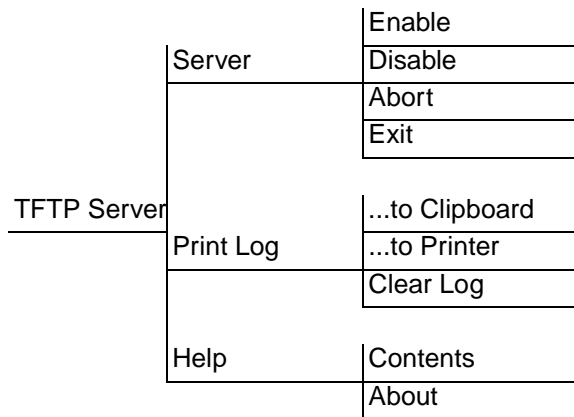 TFTP Server
Server
Enable
Disable
Abort
Exit
Print Log
...to Clipboard
...to Printer
Clear Log
Help
Contents
About